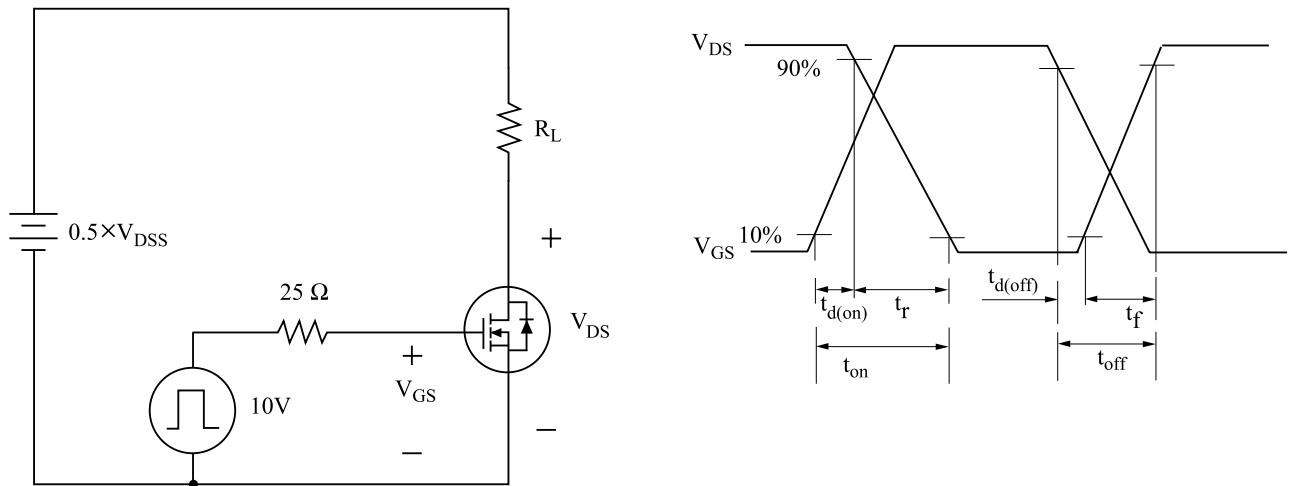 R_L
0.5×V_DSS
+
25 Ω
V_DS
+
V_GS
10V
−
−
V_DS
90%
V_GS 10%
t_d(on)
t_r
t_on
t_d(off)
t_f
t_off